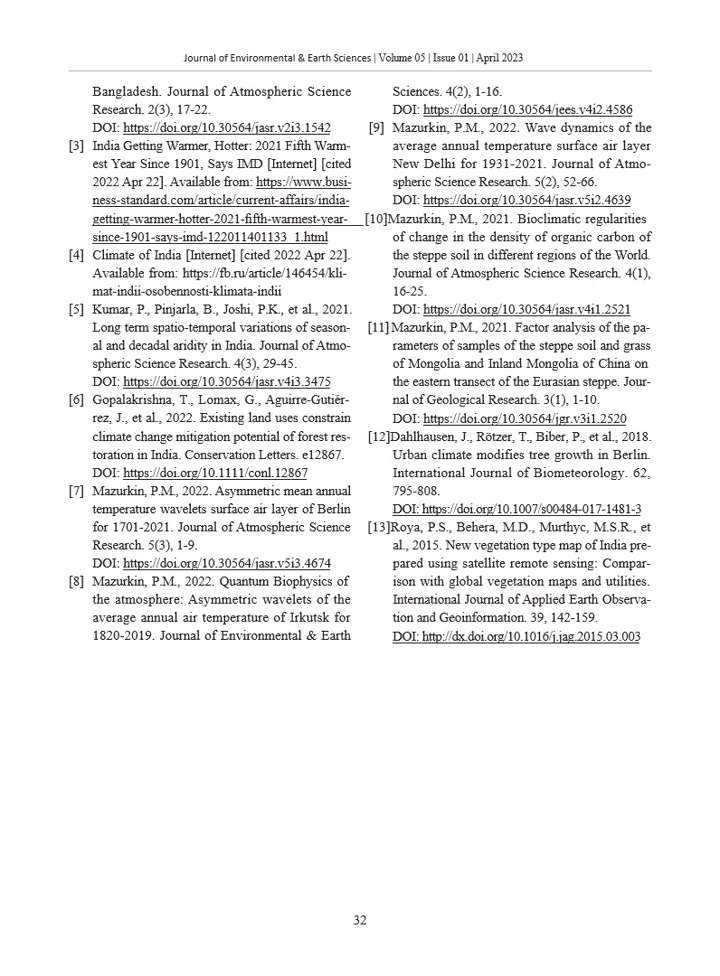 Journal of Environmental & Earth Sciences | Volume 05 | Issue 01 | April 2023
Bangladesh. Journal of Atmospheric Science
Research. 2(3), 17-22.
DOI: https://doi.org/10.30564/jasr.v2i3.1542
[3] India Getting Warmer, Hotter: 2021 Fifth Warm-
est Year Since 1901, Says IMD [Internet] [cited
2022 Apr 22]. Available from: https://www.busi-
ness-standard.com/article/current-affairs/india-
getting-warmer-hotter-2021-fifth-warmest-year-
since-1901-says-imd-122011401133_1.html
[4] Climate of India [Internet] [cited 2022 Apr 22].
Available from: https://fb.ru/article/146454/kli-
mat-indii-osobennosti-klimata-indii
[5] Kumar, P., Pinjarla, B., Joshi, P.K., et al., 2021.
Long term spatio-temporal variations of season-
al and decadal aridity in India. Journal of Atmo-
spheric Science Research. 4(3), 29-45.
DOI: https://doi.org/10.30564/jasr.v4i3.3475
[6] Gopalakrishna, T., Lomax, G., Aguirre-Gutiér-
rez, J., et al., 2022. Existing land uses constrain
climate change mitigation potential of forest res-
toration in India. Conservation Letters. e12867.
DOI: https://doi.org/10.1111/conl.12867
[7] Mazurkin, P.M., 2022. Asymmetric mean annual
temperature wavelets surface air layer of Berlin
for 1701-2021. Journal of Atmospheric Science
Research. 5(3), 1-9.
DOI: https://doi.org/10.30564/jasr.v5i3.4674
[8] Mazurkin, P.M., 2022. Quantum Biophysics of
the atmosphere: Asymmetric wavelets of the
average annual air temperature of Irkutsk for
1820-2019. Journal of Environmental & Earth
Sciences. 4(2), 1-16.
DOI: https://doi.org/10.30564/jees.v4i2.4586
[9] Mazurkin, P.M., 2022. Wave dynamics of the
average annual temperature surface air layer
New Delhi for 1931-2021. Journal of Atmo-
spheric Science Research. 5(2), 52-66.
DOI: https://doi.org/10.30564/jasr.v5i2.4639
[10]Mazurkin, P.M., 2021. Bioclimatic regularities
of change in the density of organic carbon of
the steppe soil in different regions of the World.
Journal of Atmospheric Science Research. 4(1),
16-25.
DOI: https://doi.org/10.30564/jasr.v4i1.2521
[11] Mazurkin, P.M., 2021. Factor analysis of the pa-
rameters of samples of the steppe soil and grass
of Mongolia and Inland Mongolia of China on
the eastern transect of the Eurasian steppe. Jour-
nal of Geological Research. 3(1), 1-10.
DOI: https://doi.org/10.30564/jgr.v3i1.2520
[12]Dahlhausen, J., Rötzer, T., Biber, P., et al., 2018.
Urban climate modifies tree growth in Berlin.
International Journal of Biometeorology. 62,
795-808.
DOI: https://doi.org/10.1007/s00484-017-1481-3
[13]Roya, P.S., Behera, M.D., Murthyc, M.S.R., et
al., 2015. New vegetation type map of India pre-
pared using satellite remote sensing: Compar-
ison with global vegetation maps and utilities.
International Journal of Applied Earth Observa-
tion and Geoinformation. 39, 142-159.
DOI: http://dx.doi.org/10.1016/j.jag.2015.03.003
32